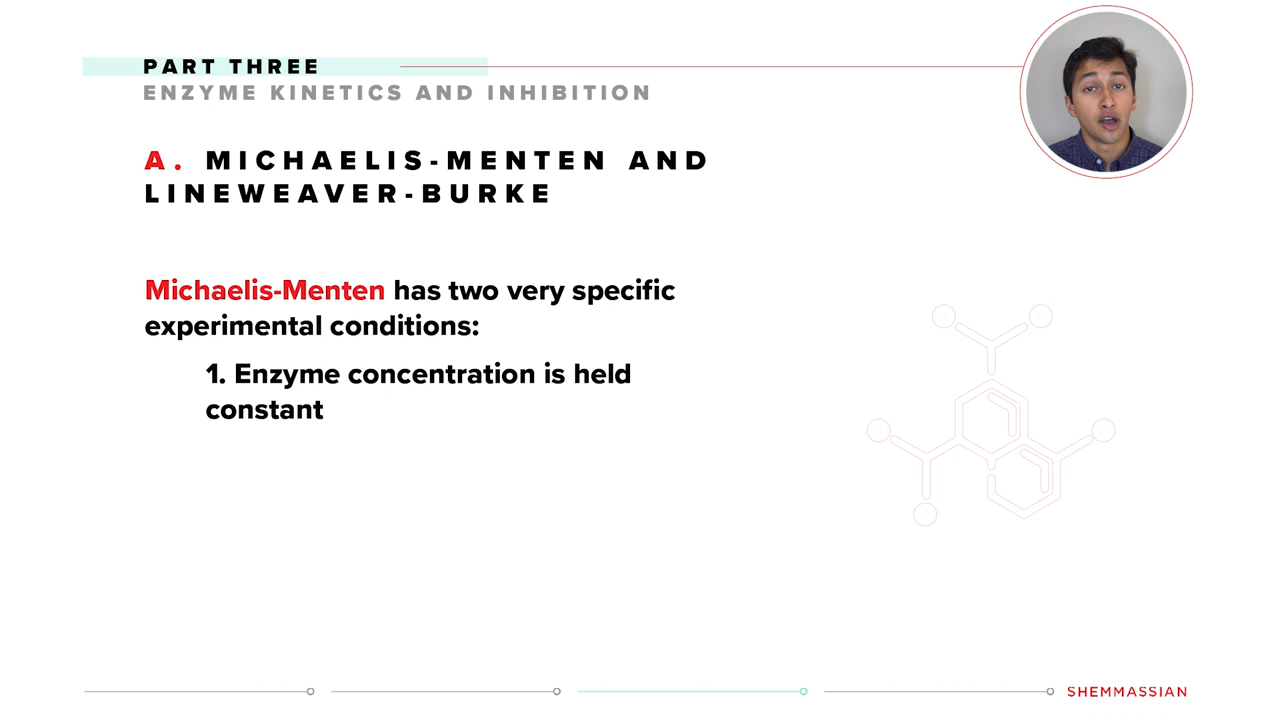 PART THREE
ENZYME KINETICS AND INHIBITION
A. MICHAELIS-MENTEN AND
LINEWEAVER-BURKE
Michaelis-Menten has two very specific
experimental conditions:
1. Enzyme concentration is held
constant
SHEMMASSIAN